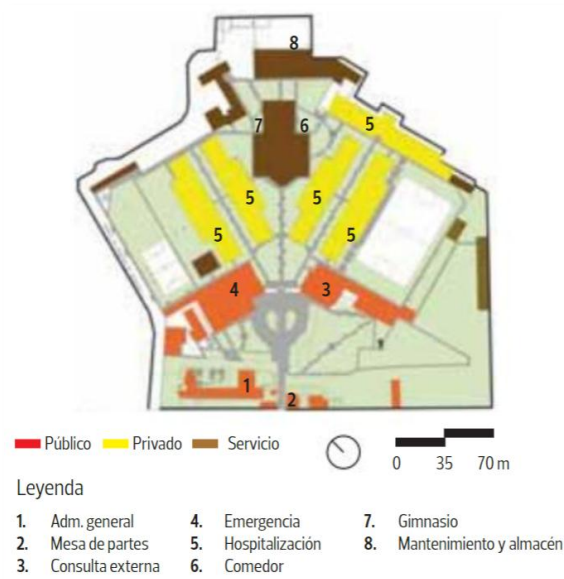 8
7 6 5
5 5
5 5
4 3
1
2
Público Privado Servicio
0 35 70 m
Leyenda
1. Adm. general
2. Mesa de partes
3. Consulta externa
4. Emergencia
5. Hospitalización
6. Comedor
7. Gimnasio
8. Mantenimiento y almacén